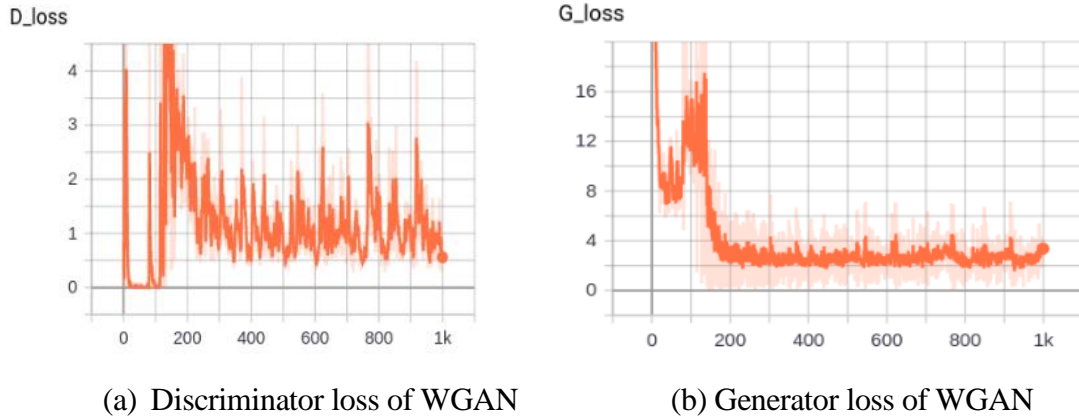 D_loss
4
3
2
1
0
0 200 400 600 800 1k
(a) Discriminator loss of WGAN
G_loss
16
12
8
4
0
0 200 400 600 800 1k
(b) Generator loss of WGAN